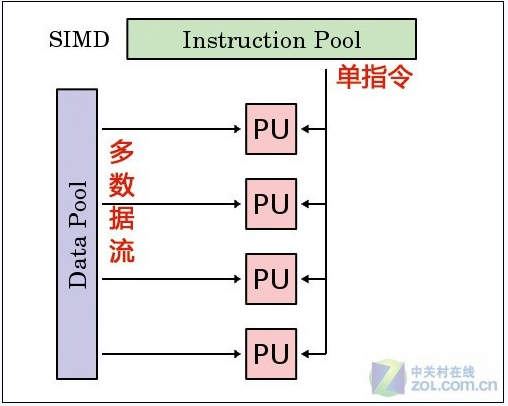 SIMD
Instruction Pool
单指令
Data Pool
多数据流
PU
PU
PU
PU
中关村在线
zol.com.cn